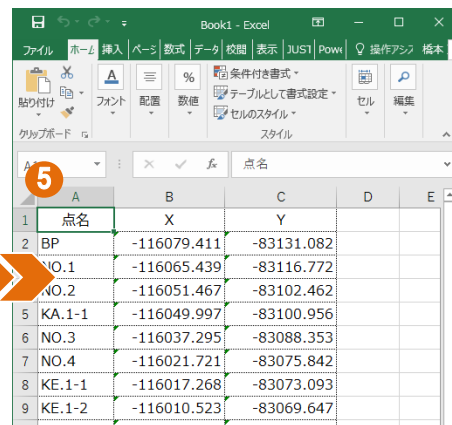 Book1 - Excel
ファイル ホーム 挿入 ページ 数式 データ 校閲 表示 JUST Powe 操作アシス 橋本
貼り付け フォント 配置 数値 条件付き書式 テーブルとして書式設定 セルのスタイル セル 編集
クリップボード スタイル
A fx 点名
5
A B C D E
1 点名 X Y
2 BP -116079.411 -83131.082
NO.1 -116065.439 -83116.772
NO.2 -116051.467 -83102.462
5 KA.1-1 -116049.997 -83100.956
6 NO.3 -116037.295 -83088.353
7 NO.4 -116021.721 -83075.842
8 KE.1-1 -116017.268 -83073.093
9 KE.1-2 -116010.523 -83069.647